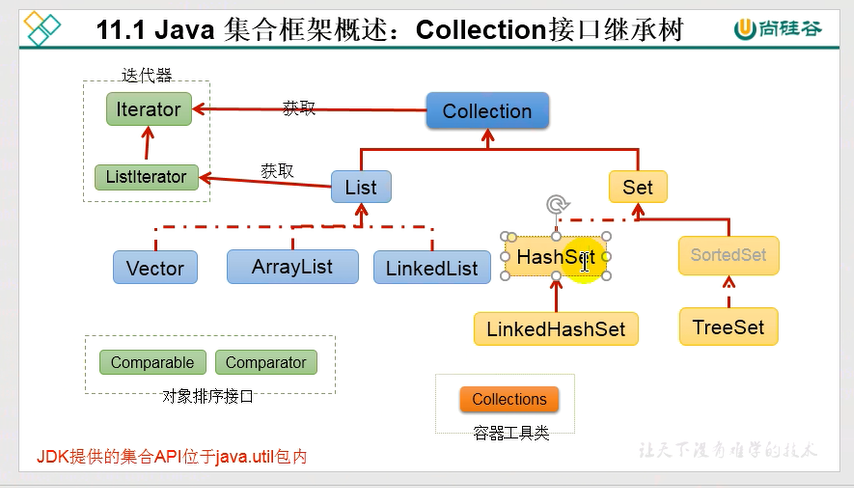 11.1 Java 集合框架概述：Collection接口继承树
尚硅谷
迭代器
Iterator
获取
Collection
ListIterator
获取
List
Set
Vector
ArrayList
LinkedList
HashSet
SortedSet
LinkedHashSet
TreeSet
Comparable
Comparator
对象排序接口
Collections
容器工具类
JDK提供的集合API位于java.util包内
让天下没有难学的技术